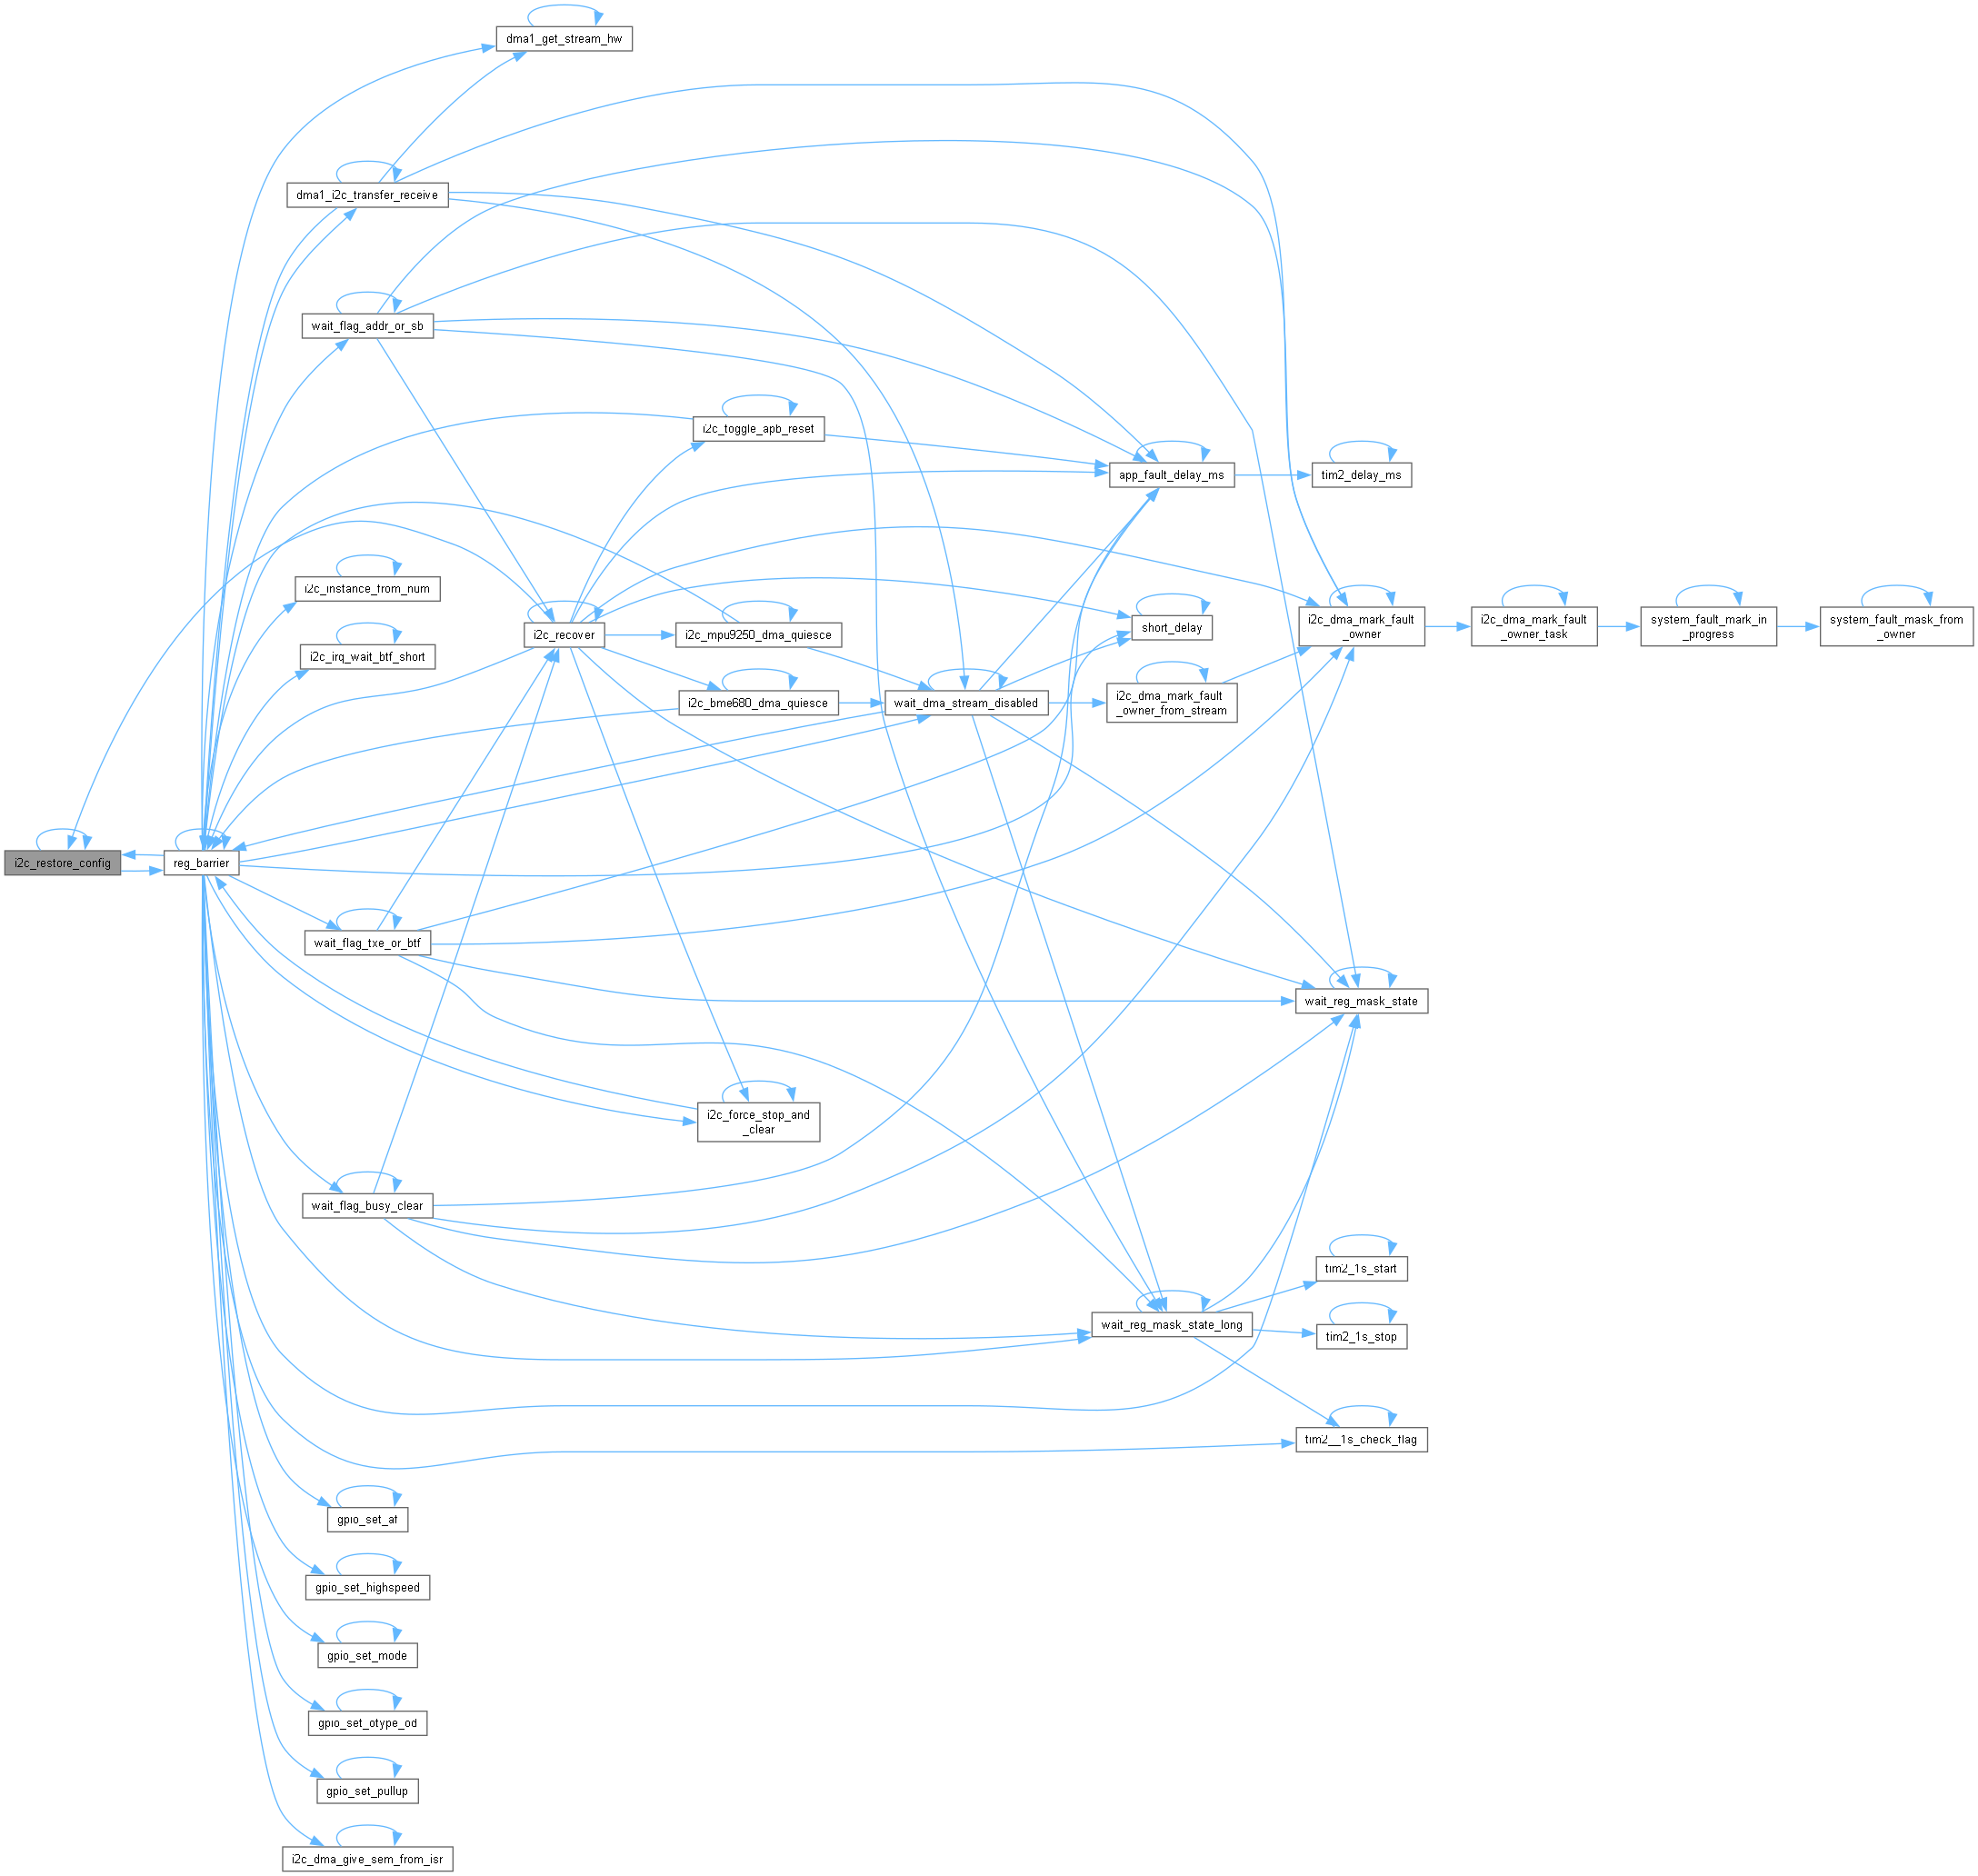 dma1_get_stream_hw
dma1_i2c_transfer_receive
wait_flag_addr_or_sb
i2c_toggle_apb_reset
app_fault_delay_ms
tim2_delay_ms
i2c_instance_from_num
i2c_irq_wait_btf_short
i2c_recover
i2c_mpu9250_dma_quiesce
short_delay
i2c_dma_mark_fault
_owner
i2c_dma_mark_fault
_owner_task
system_fault_mark_in
_progress
system_fault_mask_from
_owner
i2c_bme680_dma_quiesce
wait_dma_stream_disabled
i2c_dma_mark_fault
_owner_from_stream
i2c_restore_config
reg_barrier
wait_flag_txe_or_btf
wait_reg_mask_state
i2c_force_stop_and
_clear
wait_flag_busy_clear
tim2_1s_start
wait_reg_mask_state_long
tim2_1s_stop
tim2__1s_check_flag
gpio_set_af
gpio_set_highspeed
gpio_set_mode
gpio_set_otype_od
gpio_set_pullup
i2c_dma_give_sem_from_isr